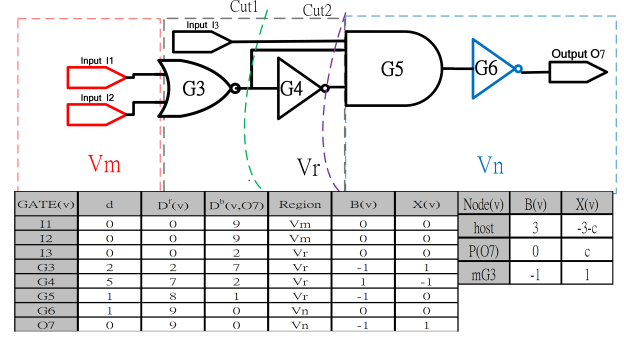 Cut1 Cut2
Input I3
Input I1
Input I2
G3
G4
G5
G6
Output O7
Vm
Vr
Vn
GATE(v) d Df(v) Db(v,O7) Region B(v) X(v)
I1 0 0 9 Vm 0 0
I2 0 0 9 Vm 0 0
I3 0 0 2 Vr 0 0
G3 2 2 7 Vr -1 1
G4 5 7 2 Vr 1 -1
G5 1 8 1 Vr -1 0
G6 1 9 0 Vn 0 0
O7 0 9 0 Vn -1 1
Node(v) B(v) X(v)
host 3 -3-c
P(O7) 0 c
mG3 -1 1